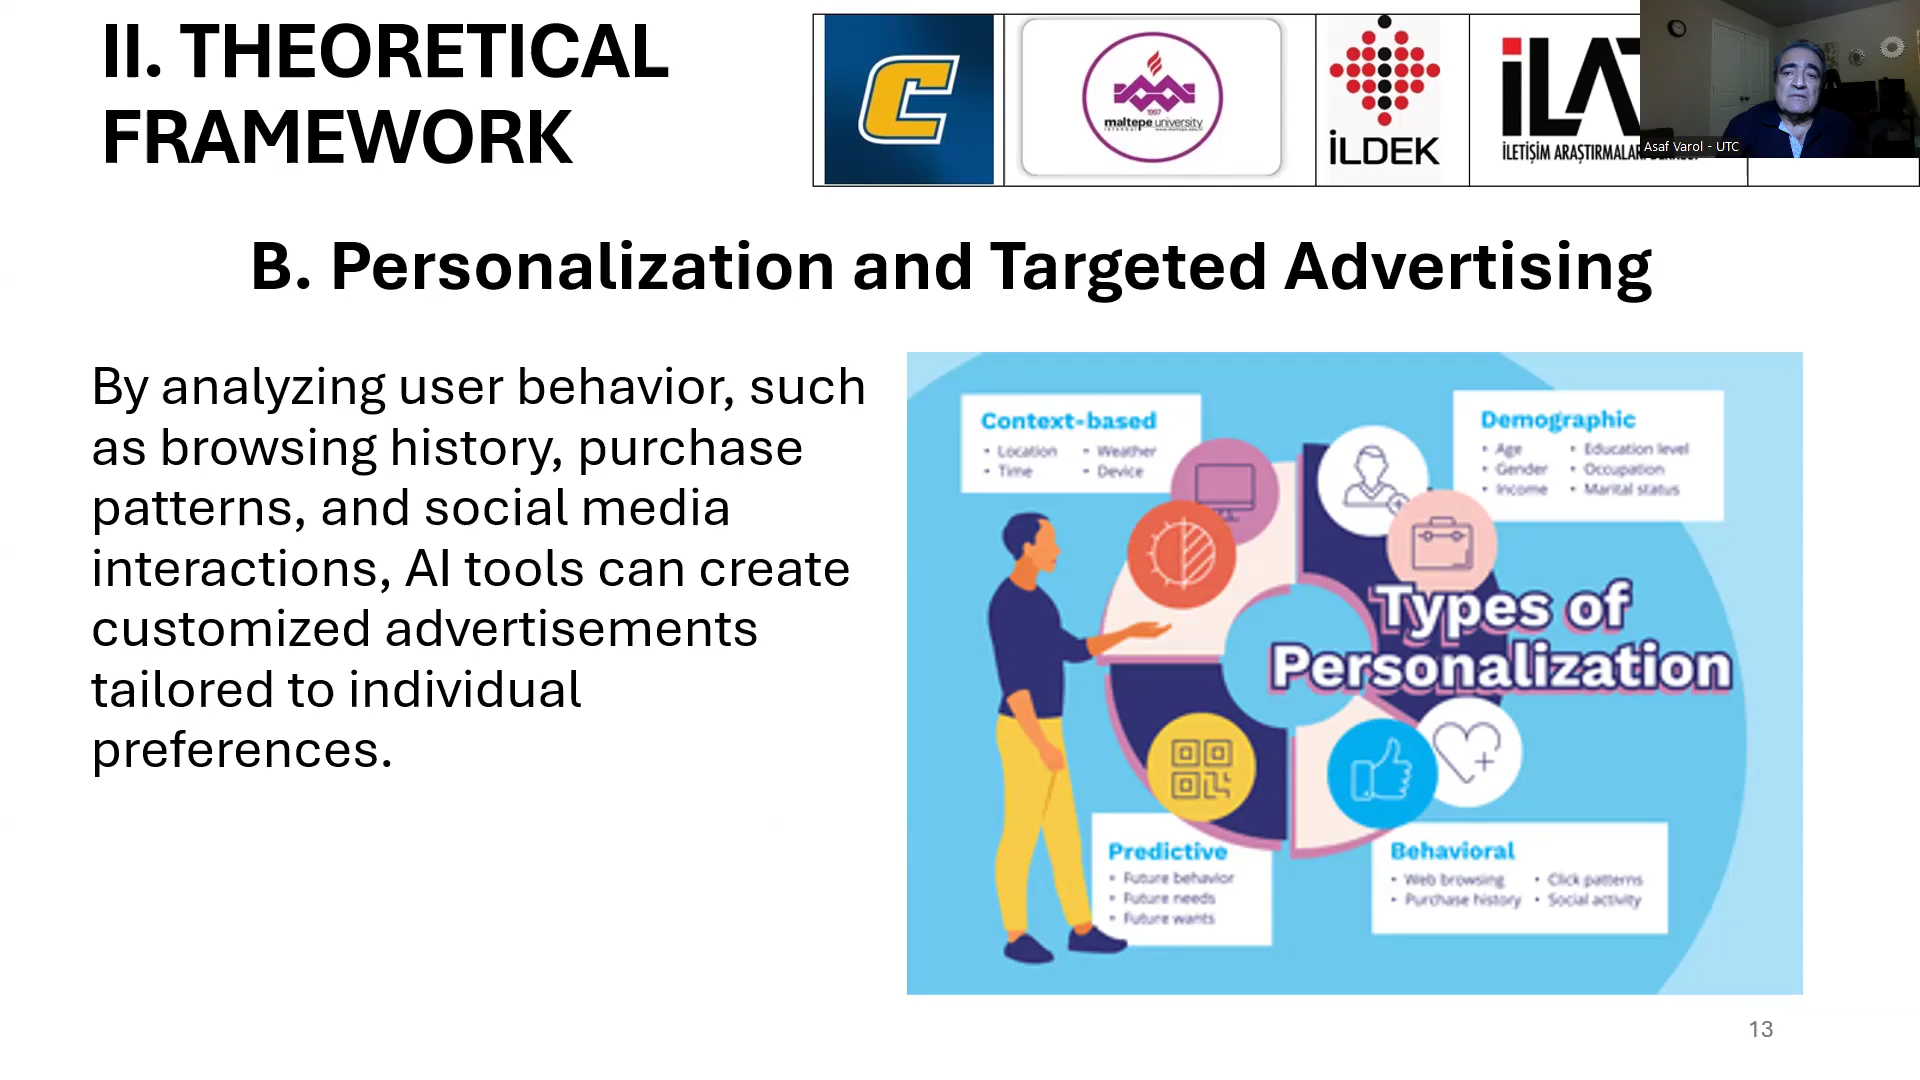 II. THEORETICAL
FRAMEWORK
C
1997
maltepe university
İLDEK
İLA
İLETİŞİM ARAŞTIRMALARI
Asaf Varol - UTC
B. Personalization and Targeted Advertising
By analyzing user behavior, such
as browsing history, purchase
patterns, and social media
interactions, AI tools can create
customized advertisements
tailored to individual
preferences.
Context-based
• Location • Weather
• Time • Device
Demographic
• Age • Education level
• Gender • Occupation
• Income • Marital status
Types of
Personalization
Predictive
• Future behavior
• Future needs
• Future wants
Behavioral
• Web browsing • Click patterns
• Purchase history • Social activity
13